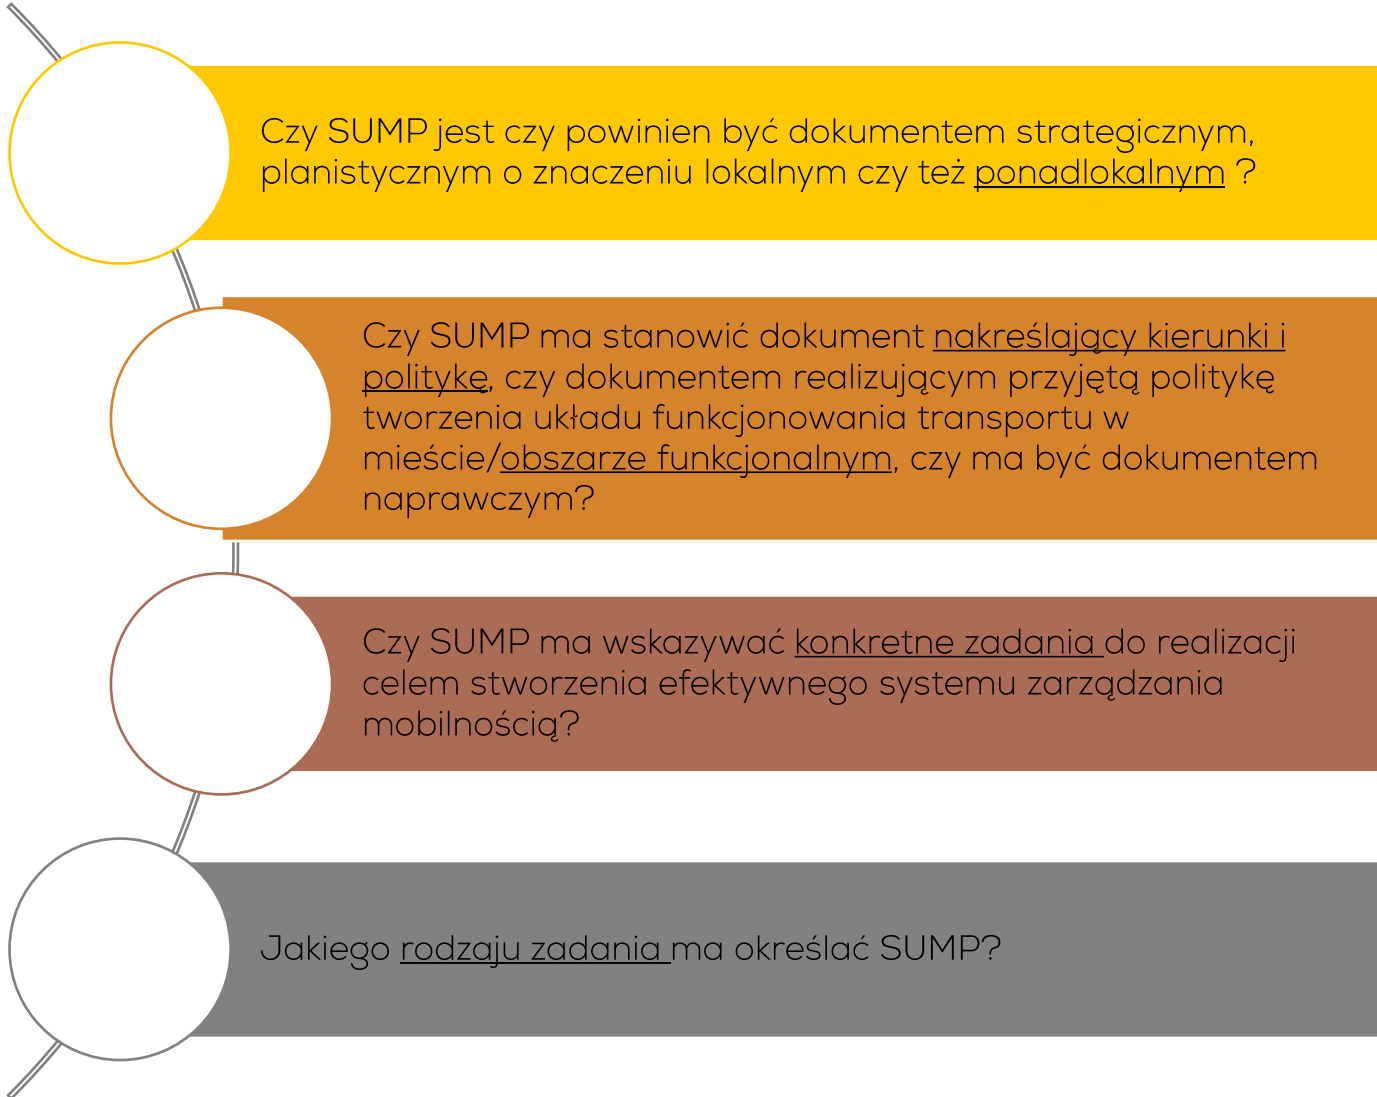 Czy SUMP jest czy powinien być dokumentem strategicznym,
planistycznym o znaczeniu lokalnym czy też ponadlokalnym ?
Czy SUMP ma stanowić dokument nakreślający kierunki i
politykę, czy dokumentem realizującym przyjętą politykę
tworzenia układu funkcjonowania transportu w
mieście/obszarze funkcjonalnym, czy ma być dokumentem
naprawczym?
Czy SUMP ma wskazywać konkretne zadania do realizacji
celem stworzenia efektywnego systemu zarządzania
mobilnością?
Jakiego rodzaju zadania ma określać SUMP?